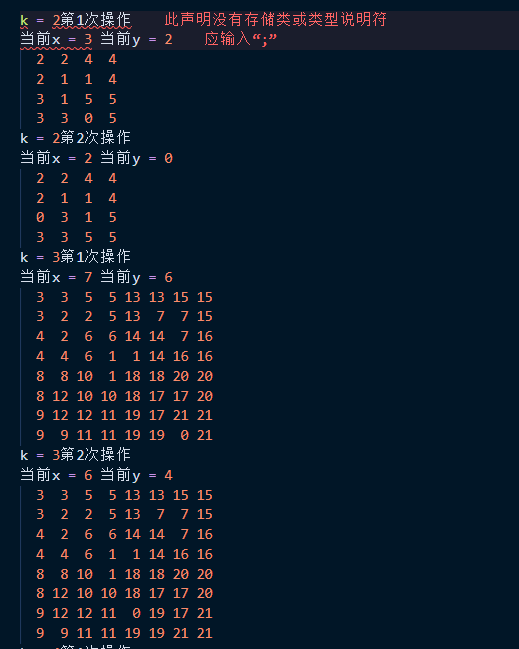 k = 2第1次操作 此声明没有存储类或类型说明符
当前x = 3 当前y = 2 应输入“;”
2 2 4 4
2 1 1 4
3 1 5 5
3 3 0 5
k = 2第2次操作
当前x = 2 当前y = 0
2 2 4 4
2 1 1 4
0 3 1 5
3 3 5 5
k = 3第1次操作
当前x = 7 当前y = 6
3 3 5 5 13 13 15 15
3 2 2 5 13 7 7 15
4 2 6 6 14 14 7 16
4 4 6 1 1 14 16 16
8 8 10 1 18 18 20 20
8 12 10 10 18 17 17 20
9 12 12 11 19 17 21 21
9 9 11 11 19 19 0 21
k = 3第2次操作
当前x = 6 当前y = 4
3 3 5 5 13 13 15 15
3 2 2 5 13 7 7 15
4 2 6 6 14 14 7 16
4 4 6 1 1 14 16 16
8 8 10 1 18 18 20 20
8 12 10 10 18 17 17 20
9 12 12 11 0 19 17 21
9 9 11 11 19 19 21 21